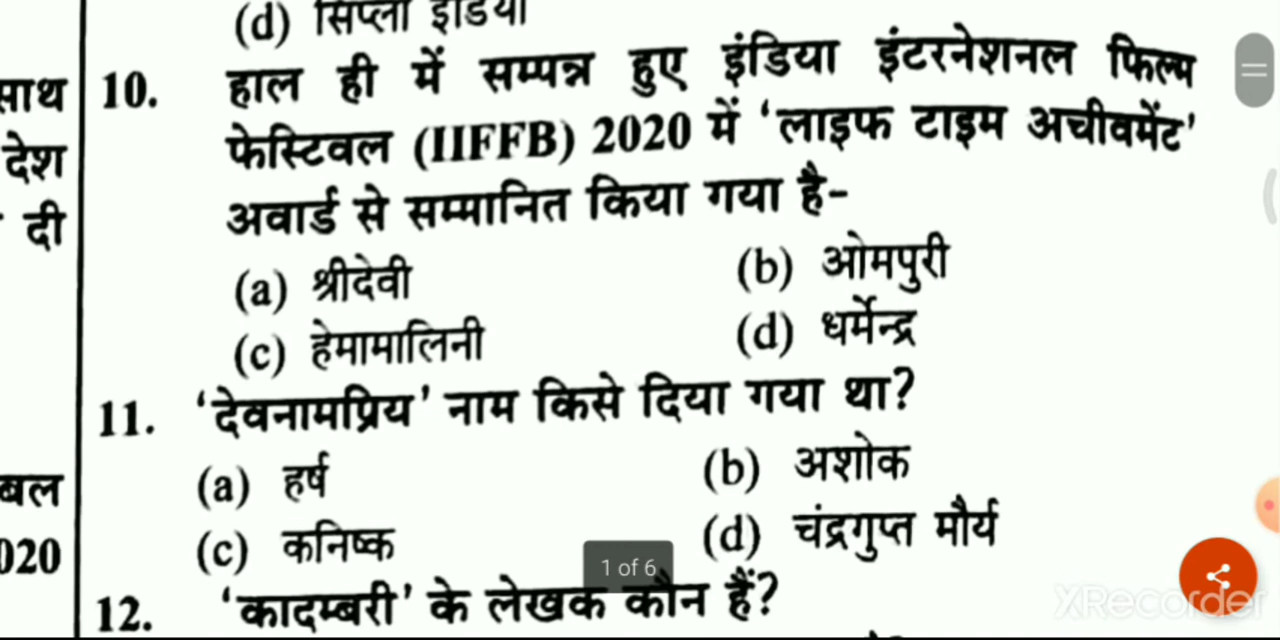 (d) सिप्ला इंडिया
साथ
देश
दी
बल
020
10. हाल ही में सम्पन्न हुए इंडिया इंटरनेशनल फिल्म
फेस्टिवल (IIFFB) 2020 में ‘लाइफ टाइम अचीवमेंट’
अवार्ड से सम्मानित किया गया है–
(a) श्रीदेवी (b) ओमपुरी
(c) हेमामालिनी (d) धर्मेन्द्र
11. ‘देवनामप्रिय’ नाम किसे दिया गया था?
(a) हर्ष (b) अशोक
(c) कनिष्क (d) चंद्रगुप्त मौर्य
1 of 6
12. ‘कादम्बरी’ के लेखक कौन हैं?
XRecorder